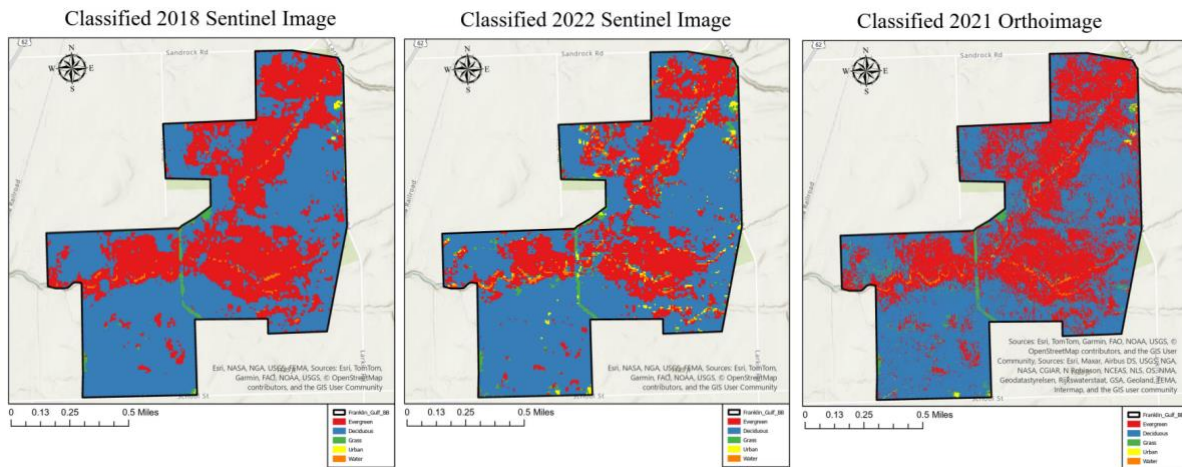 Classified 2018 Sentinel Image
Classified 2022 Sentinel Image
Classified 2021 Orthoimage
62
Sandrock Rd
N
W E
S
Railroad
Esri, NASA, NGA, USGS, FEMA, Sources: Esri, TomTom,
Garmin, FAO, NOAA, USGS, © OpenStreetMap
contributors, and the GIS User Community
0 0.13 0.25 0.5 Miles
Franklin_Gulf_BB
Evergreen
Deciduous
Grass
Urban
Water
62
Sandrock Rd
N
W E
S
Railroad
Esri, NASA, NGA, USGS, FEMA, Sources: Esri, TomTom,
Garmin, FAO, NOAA, USGS, © OpenStreetMap
contributors, and the GIS User Community
0 0.13 0.25 0.5 Miles
Franklin_Gulf_BB
Evergreen
Deciduous
Grass
Urban
Water
62
Sandrock Rd
N
W E
S
Railroad
Sources: Esri, TomTom, Garmin, FAO, NOAA, USGS, ©
OpenStreetMap contributors, and the GIS User
Community, Sources: Esri, Maxar, Airbus DS, USGS, NGA,
NASA, CGIAR, N Robinson, NCEAS, NLS, OS, NMA,
Geodatastyrelsen, Rijkswaterstaat, GSA, Geoland, FEMA,
Intermap, and the GIS user community
0 0.13 0.25 0.5 Miles
Franklin_Gulf_BB
Evergreen
Deciduous
Grass
Urban
Water